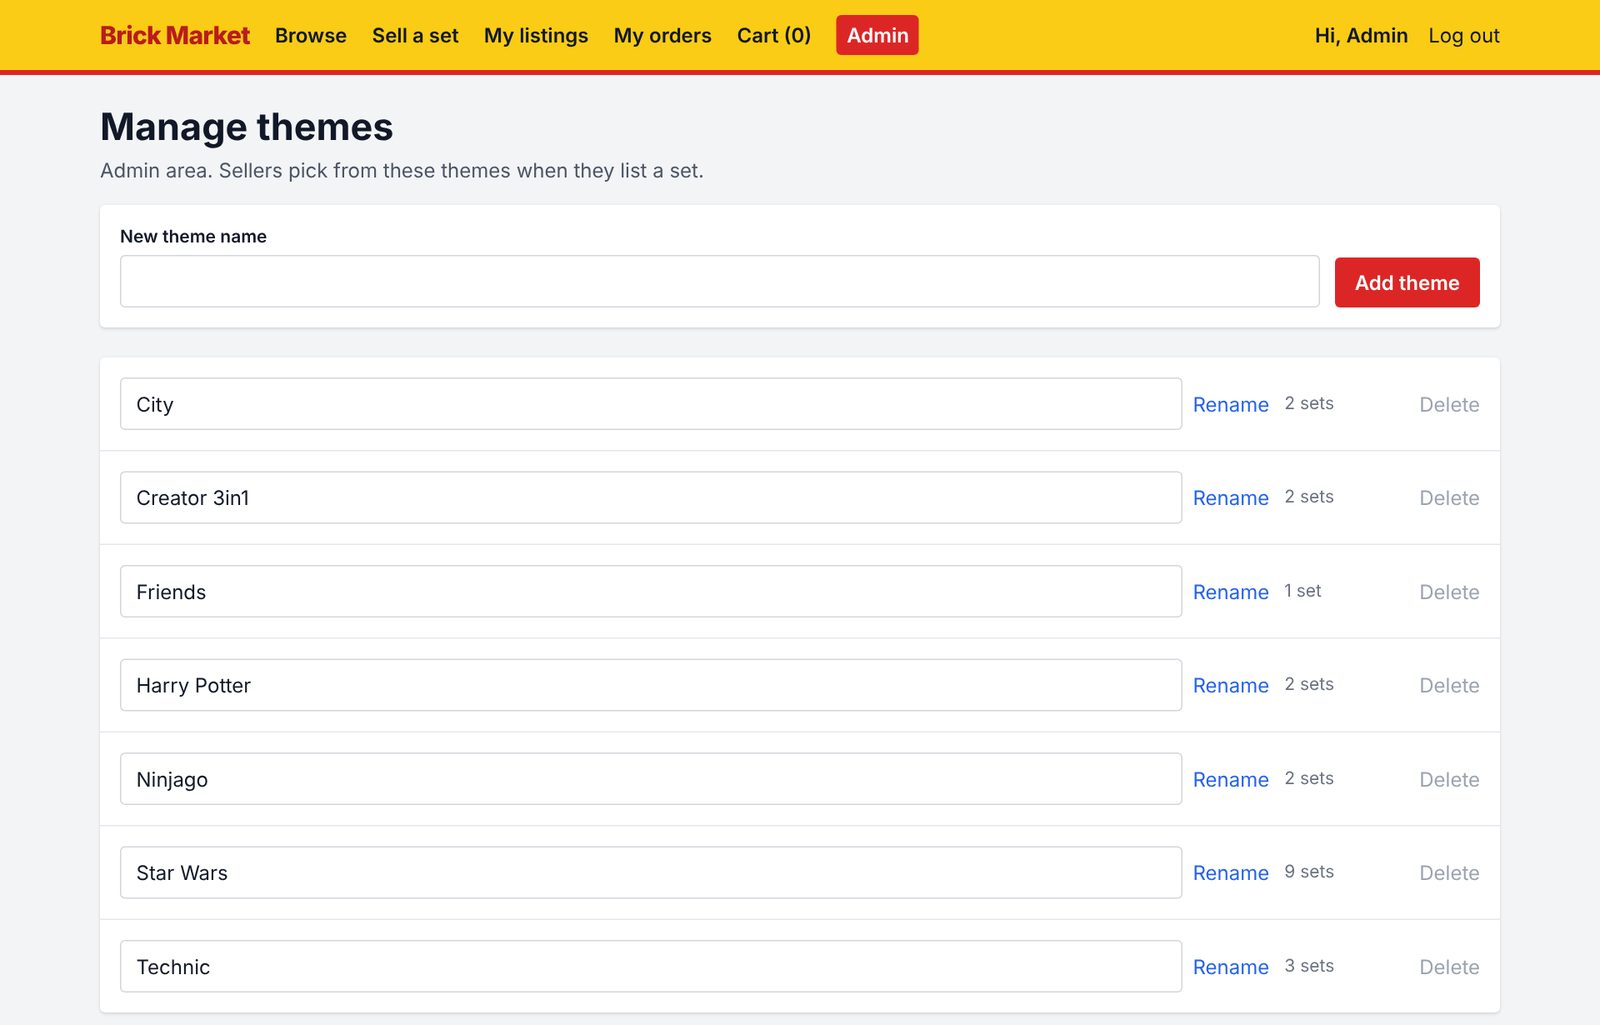 Brick Market Browse Sell a set My listings My orders Cart (0) Admin Hi, Admin Log out
Manage themes
Admin area. Sellers pick from these themes when they list a set.
New theme name
Add theme
City Rename 2 sets Delete
Creator 3in1 Rename 2 sets Delete
Friends Rename 1 set Delete
Harry Potter Rename 2 sets Delete
Ninjago Rename 2 sets Delete
Star Wars Rename 9 sets Delete
Technic Rename 3 sets Delete